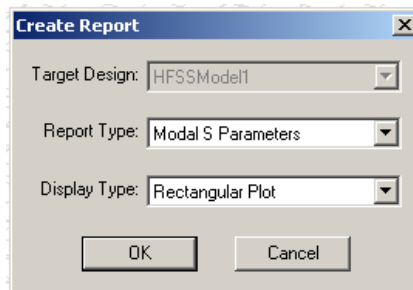 Create Report
Target Design: HFSSModel1
Report Type: Modal S Parameters
Display Type: Rectangular Plot
OK Cancel